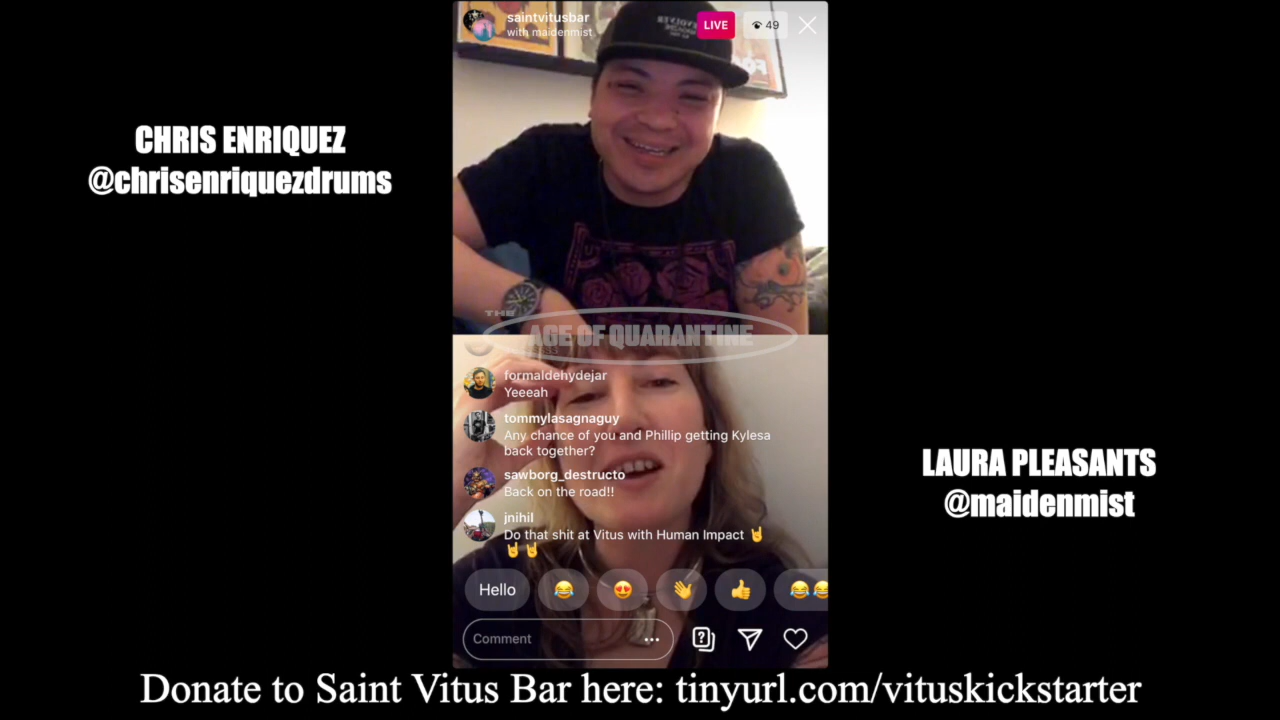 saintvitusbar
with maidenmist
LIVE
49
CHRIS ENRIQUEZ
@chrisenriquezdrums
THE
AGE OF QUARANTINE
formaldehydejar
Yeeeah
tommylasagnaguy
Any chance of you and Phillip getting Kylesa
back together?
sawborg_destructo
Back on the road!!
jnihil
Do that shit at Vitus with Human Impact 🤘
🤘🤘
LAURA PLEASANTS
@maidenmist
Hello
Comment
Donate to Saint Vitus Bar here: tinyurl.com/vituskickstarter